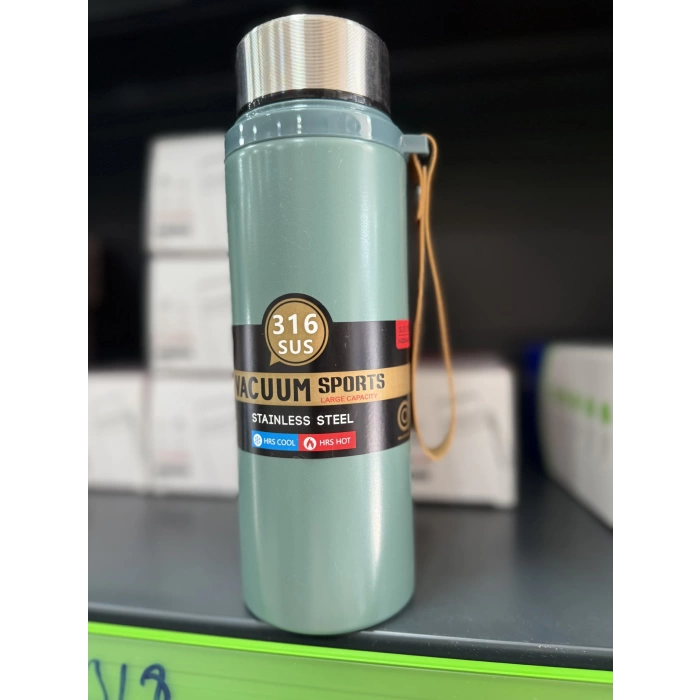 316
SUS
VACUUM SPORTS
LARGE CAPACITY
STAINLESS STEEL
HRS COOL HRS HOT